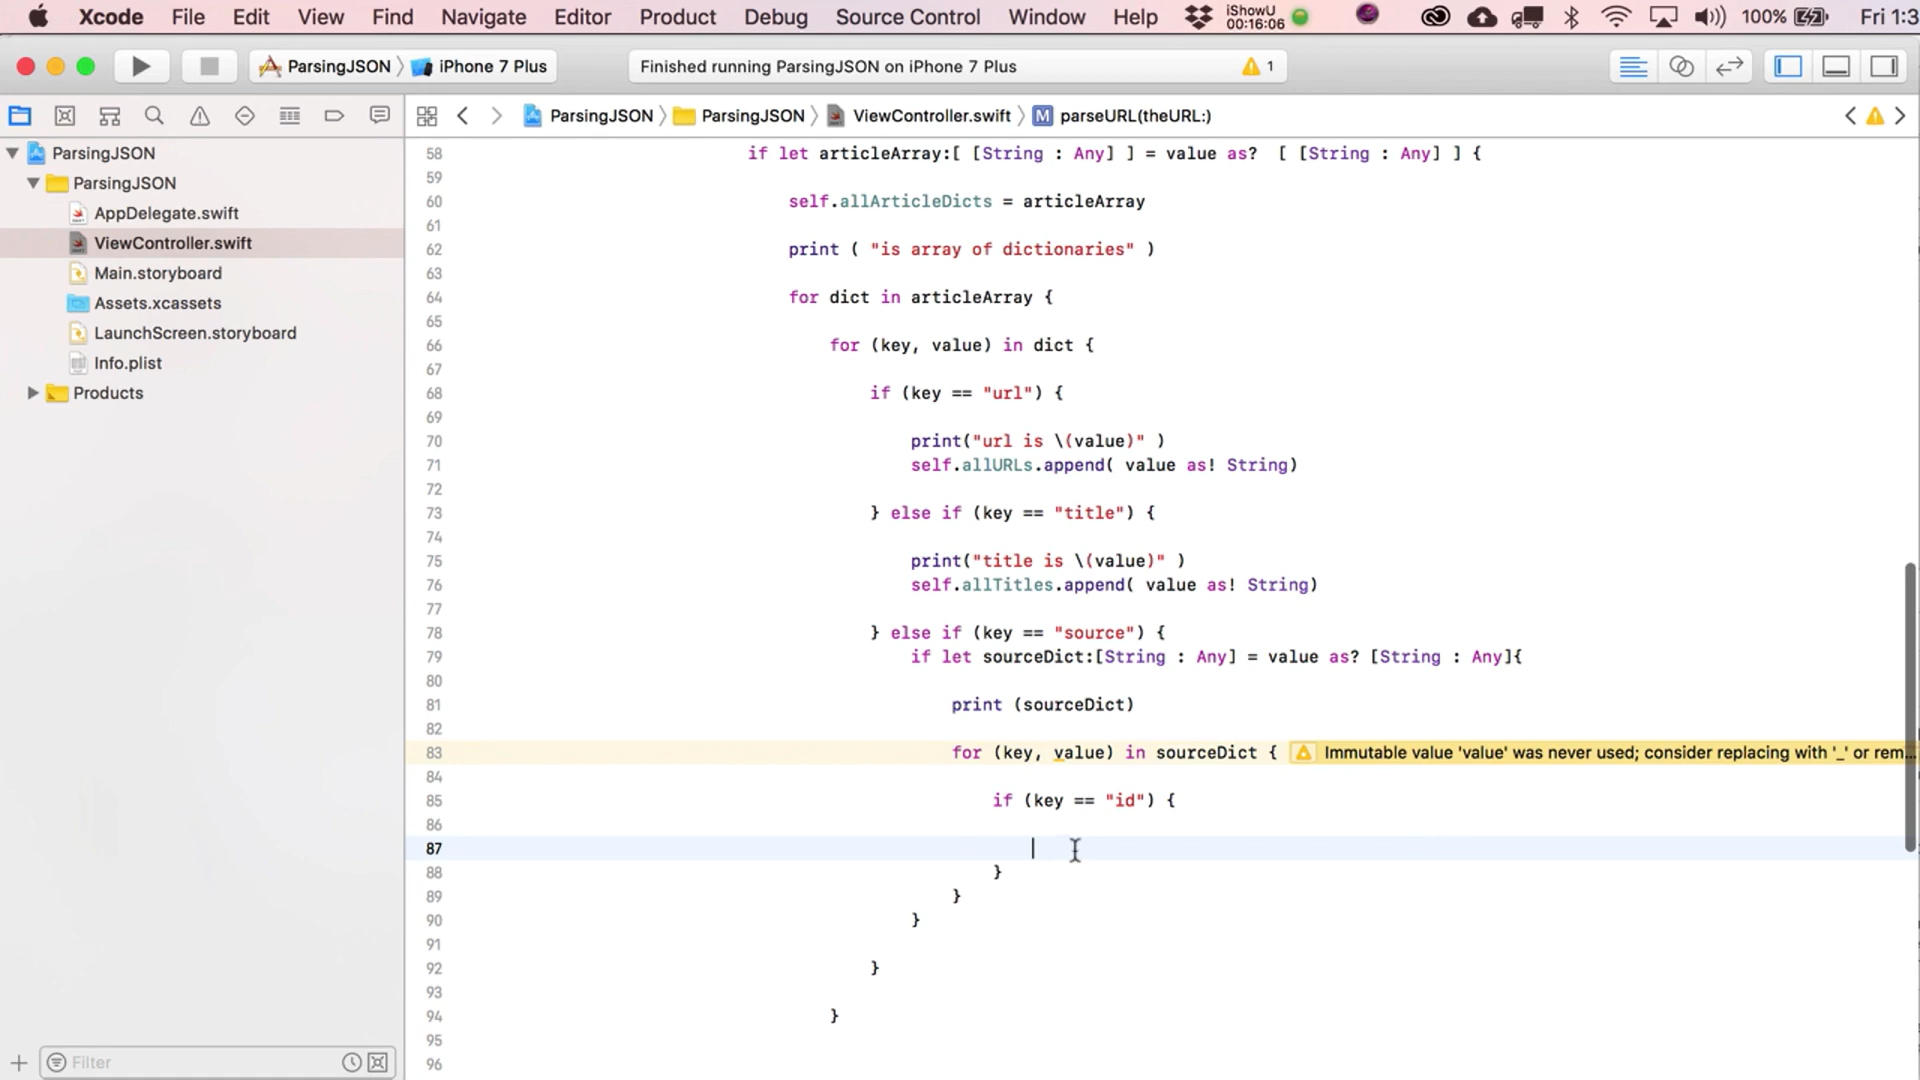 Xcode File Edit View Find Navigate Editor Product Debug Source Control Window Help iShowU 00:16:06 100% Fri 1:3
ParsingJSON iPhone 7 Plus Finished running ParsingJSON on iPhone 7 Plus 1
ParsingJSON ParsingJSON ViewController.swift M parseURL(theURL:)
ParsingJSON
ParsingJSON
AppDelegate.swift
ViewController.swift
Main.storyboard
Assets.xcassets
LaunchScreen.storyboard
Info.plist
Products
Filter
58 if let articleArray:[ [String : Any] ] = value as? [ [String : Any] ] {
59
60 self.allArticleDicts = articleArray
61
62 print ( "is array of dictionaries" )
63
64 for dict in articleArray {
65
66 for (key, value) in dict {
67
68 if (key == "url") {
69
70 print("url is \(value)" )
71 self.allURLs.append( value as! String)
72
73 } else if (key == "title") {
74
75 print("title is \(value)" )
76 self.allTitles.append( value as! String)
77
78 } else if (key == "source") {
79 if let sourceDict:[String : Any] = value as? [String : Any]{
80
81 print (sourceDict)
82
83 for (key, value) in sourceDict { Immutable value 'value' was never used; consider replacing with '_' or rem...
84
85 if (key == "id") {
86
87
88 }
89 }
90 }
91
92 }
93
94 }
95
96